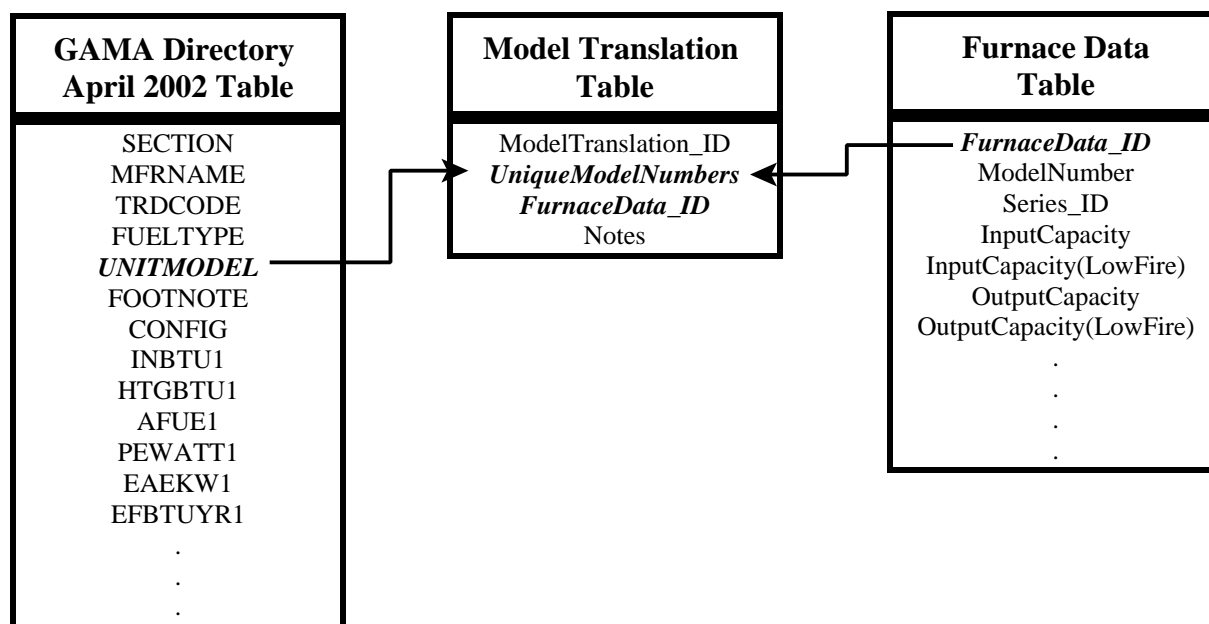 GAMA Directory
April 2002 Table
SECTION
MFRNAME
TRDCODE
FUELTYPE
UNITMODEL
FOOTNOTE
CONFIG
INBTU1
HTGBTU1
AFUE1
PEWATT1
EAEKW1
EFBTUYR1
.
.
.
Model Translation
Table
ModelTranslation_ID
UniqueModelNumbers
FurnaceData_ID
Notes
Furnace Data
Table
FurnaceData_ID
ModelNumber
Series_ID
InputCapacity
InputCapacity(LowFire)
OutputCapacity
OutputCapacity(LowFire)
.
.
.
.